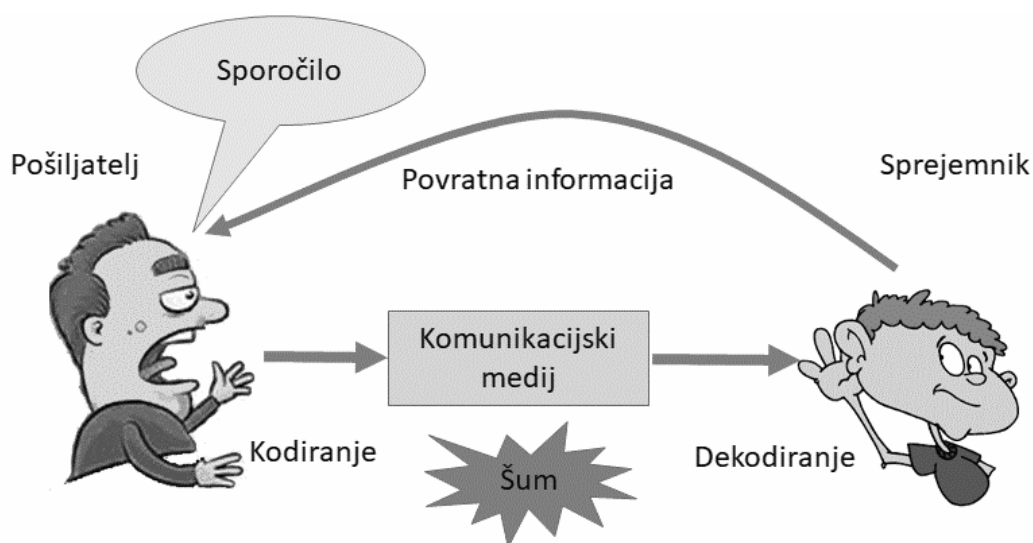 Sporočilo
Pošiljatelj
Povratna informacija
Sprejemnik
Komunikacijski
medij
Kodiranje
Šum
Dekodiranje